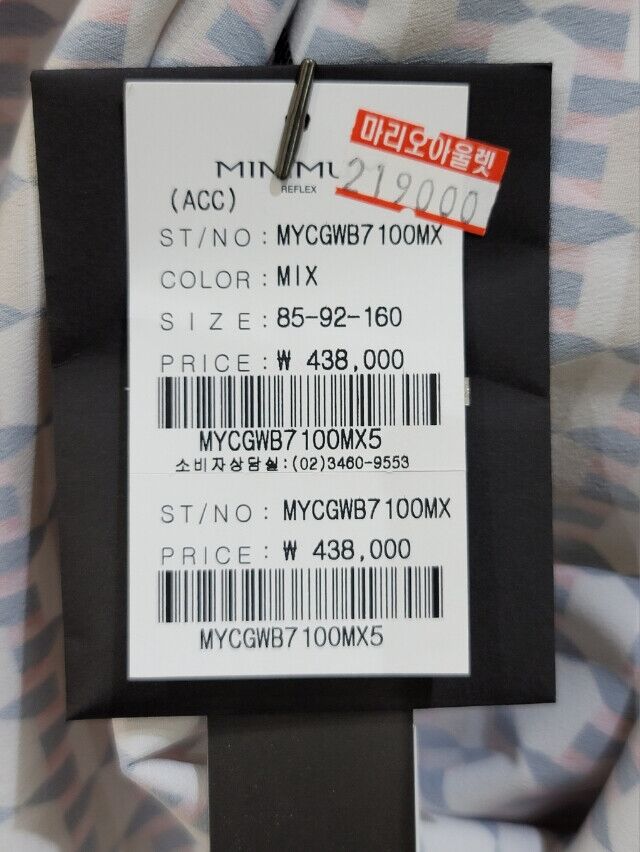 마리오아울렛
219000
REFLEX
(ACC)
ST/NO : MYCGWB7100MX
COLOR : MIX
SIZE : 85-92-160
PRICE : ₩ 438,000
MYCGWB7100MX5
소비자상담실:(02)3460-9553
ST/NO : MYCGWB7100MX
PRICE : ₩ 438,000
MYCGWB7100MX5